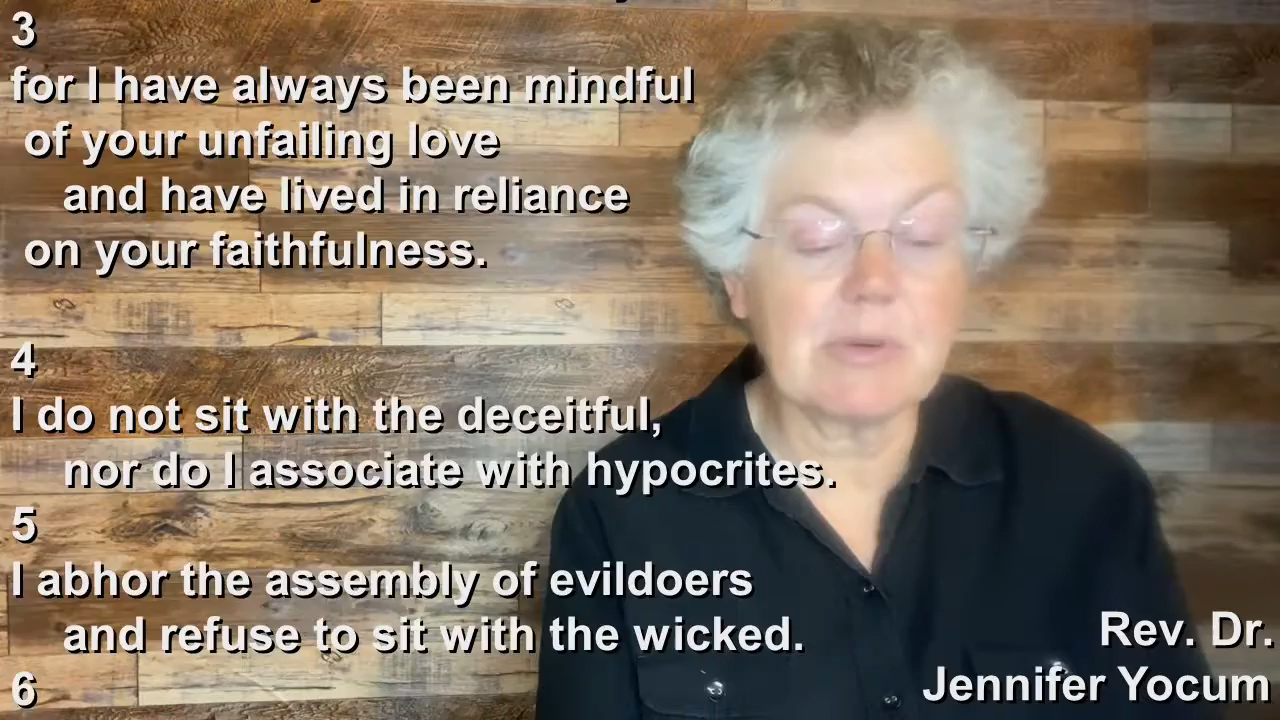 3
for I have always been mindful
of your unfailing love
and have lived in reliance
on your faithfulness.
4
I do not sit with the deceitful,
nor do I associate with hypocrites.
5
I abhor the assembly of evildoers
and refuse to sit with the wicked.
6
Rev. Dr.
Jennifer Yocum